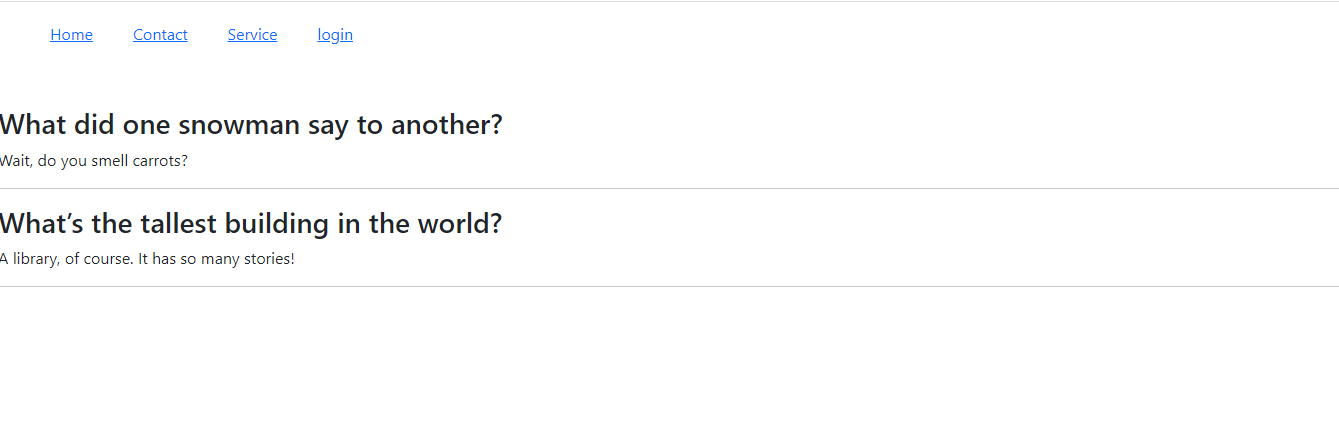 Home Contact Service login
What did one snowman say to another?
Wait, do you smell carrots?
What’s the tallest building in the world?
A library, of course. It has so many stories!